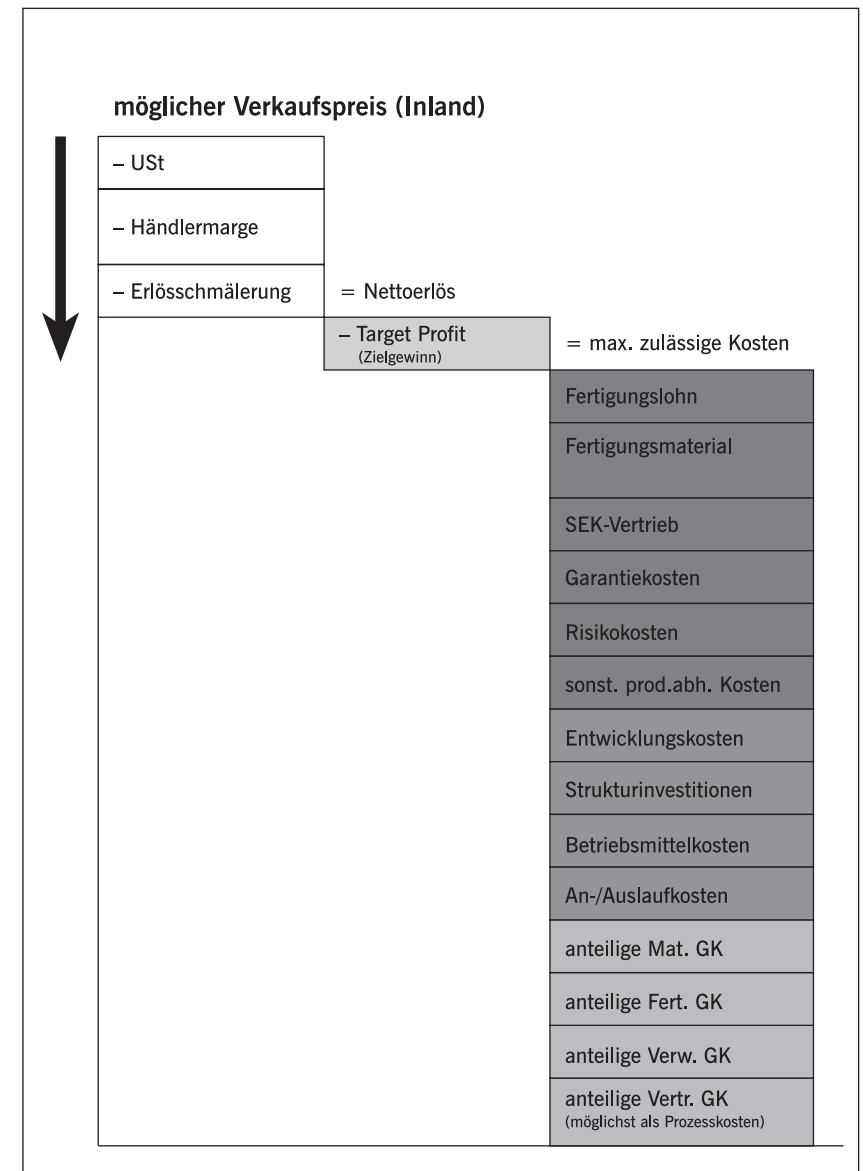 möglicher Verkaufspreis (Inland)
– USt
– Händlermarge
– Erlösschmälerung
= Nettoerlös
– Target Profit
(Zielgewinn)
= max. zulässige Kosten
Fertigungslohn
Fertigungsmaterial
SEK-Vertrieb
Garantiekosten
Risikokosten
sonst. prod.abh. Kosten
Entwicklungskosten
Strukturinvestitionen
Betriebsmittelkosten
An-/Auslaufkosten
anteilige Mat. GK
anteilige Fert. GK
anteilige Verw. GK
anteilige Vertr. GK
(möglichst als Prozesskosten)